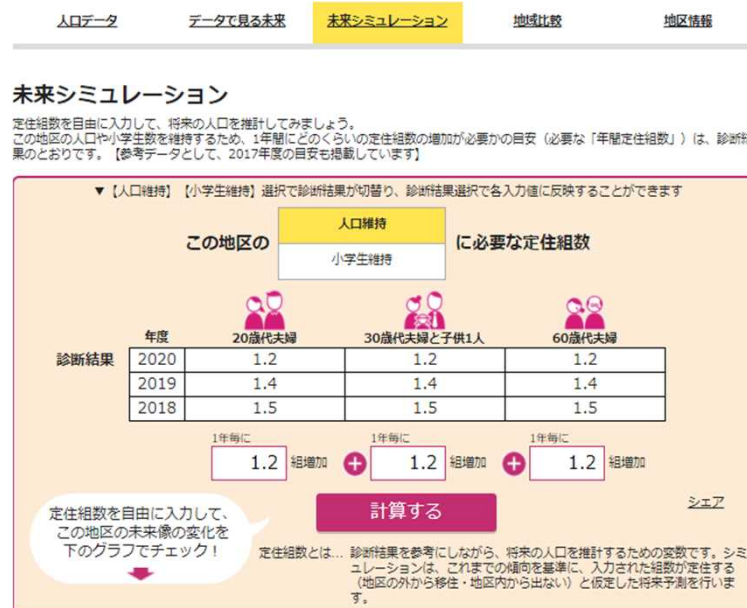 人口データ
データで見る未来
未来シミュレーション
地域比較
地区情報
未来シミュレーション
定住組数を自由に入力して、将来の人口を推計してみましょう。
この地区の人口や小学生数を維持するため、1年間にどのくらいの定住組数の増加が必要かの目安（必要な「年間定住組数」）は、診断結
果のとおりです。【参考データとして、2017年度の目安も掲載しています】
▼【人口維持】【小学生維持】選択で診断結果が切替り、診断結果選択で各入力値に反映することができます
この地区の
人口維持
小学生維持
に必要な定住組数
年度 20歳代夫婦 30歳代夫婦と子供1人 60歳代夫婦
診断結果 2020 1.2 1.2 1.2
2019 1.4 1.4 1.4
2018 1.5 1.5 1.5
1年毎に 1年毎に 1年毎に
1.2 組増加 + 1.2 組増加 + 1.2 組増加
計算する
シェア
定住組数を自由に入力して、
この地区の未来像の変化を
下のグラフでチェック！
定住組数とは… 診断結果を参考にしながら、将来の人口を推計するための変数です。シミ
ュレーションは、これまでの傾向を基準に、入力された組数が定住する
（地区の外から移住・地区内から出ない）と仮定した将来予測を行いま
す。